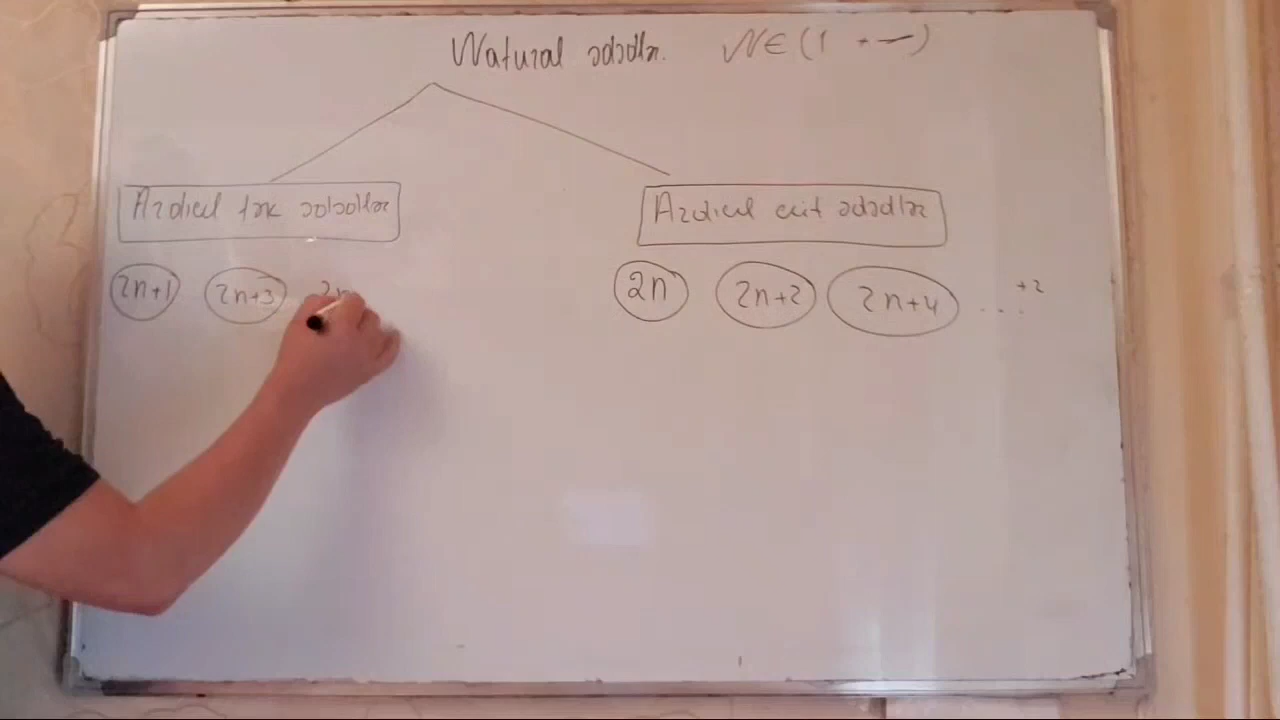 Natural ədədlər. N∈(1 +∞)
Ardıcıl tək ədədlər
Ardıcıl cüt ədədlər
2n+1 2n+3 2n
2n 2n+2 2n+4 ... +2